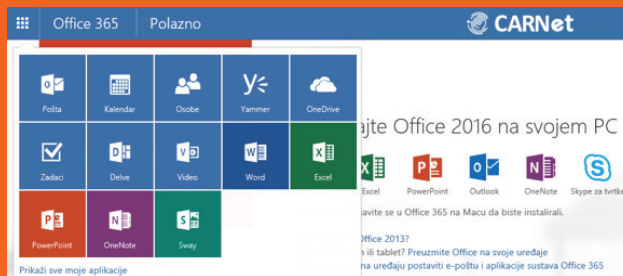 Office 365 Polazno CARNet
Pošta Kalendar Osobe Yammer OneDrive
Zadaci Delve Video Word Excel
PowerPoint OneNote Sway
Prikaži sve moje aplikacije
jte Office 2016 na svojem PC
Excel PowerPoint Outlook OneNote Skype za tvrtke
avite se u Office 365 na Macu da biste instalirali.
Office 2013?
ili tablet? Preuzmite Office na svoje uređaje
na uređaju postaviti e-poštu i aplikacije sustava Office 365